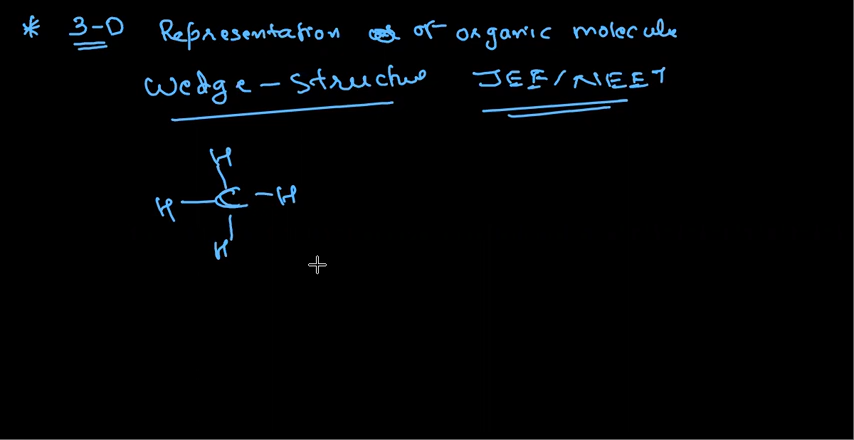 * 3-D Representation of organic molecule
Wedge - Structure JEE/NEET
H
H - C - H
H